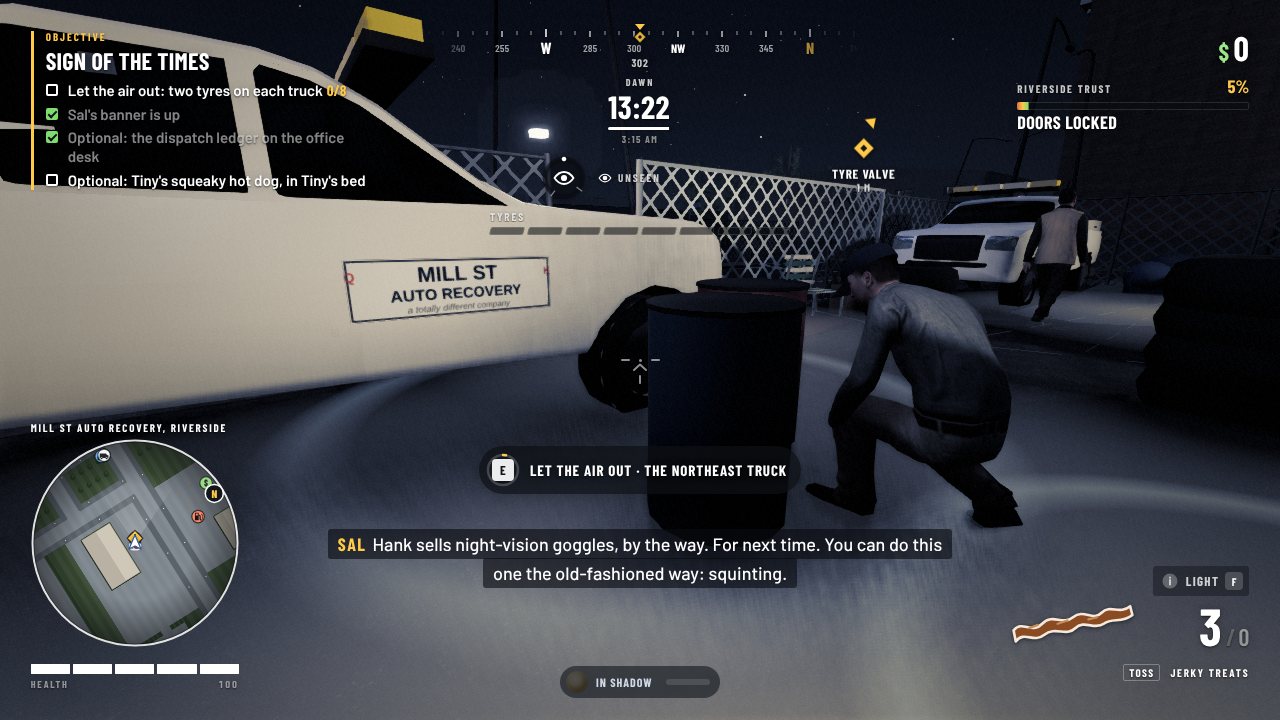 OBJECTIVE
SIGN OF THE TIMES
Let the air out: two tyres on each truck 0/8
Sal's banner is up
Optional: the dispatch ledger on the office
desk
Optional: Tiny's squeaky hot dog, in Tiny's bed
240 255 W 285 300 NW 330 345 N
302
DAWN
13:22
3:15 AM
UNSEEN
TYRES
$ 0
RIVERSIDE TRUST 5%
DOORS LOCKED
TYRE VALVE
1 M
MILL ST
AUTO RECOVERY
a totally different company
MILL ST AUTO RECOVERY, RIVERSIDE
$
N
E LET THE AIR OUT · THE NORTHEAST TRUCK
SAL Hank sells night-vision goggles, by the way. For next time. You can do this
one the old-fashioned way: squinting.
HEALTH 100
IN SHADOW
LIGHT F
3 / 0
TOSS JERKY TREATS